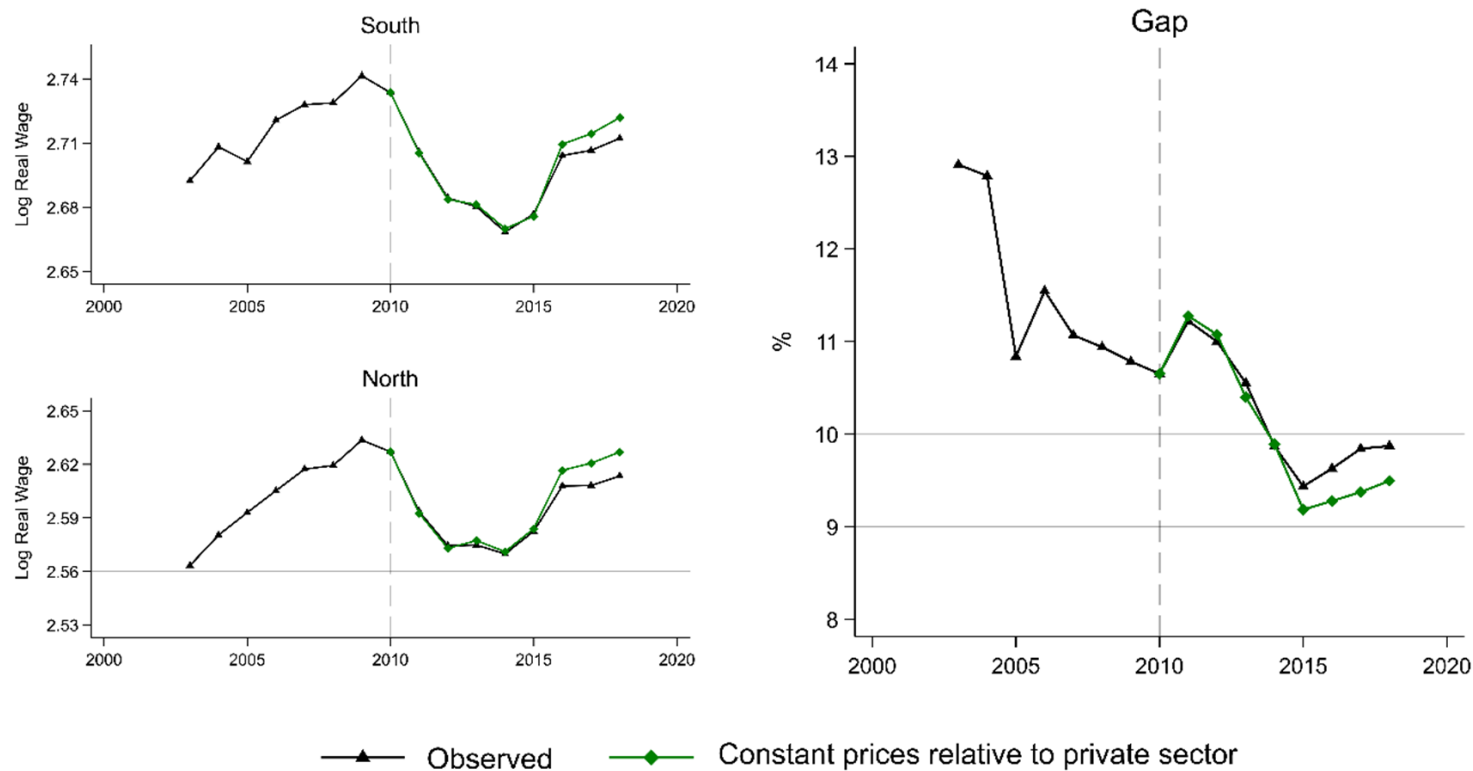 South
Log Real Wage
2.74
2.71
2.68
2.65
2000 2005 2010 2015 2020
North
Log Real Wage
2.65
2.62
2.59
2.56
2.53
2000 2005 2010 2015 2020
Gap
%
14
13
12
11
10
9
8
2000 2005 2010 2015 2020
Observed Constant prices relative to private sector